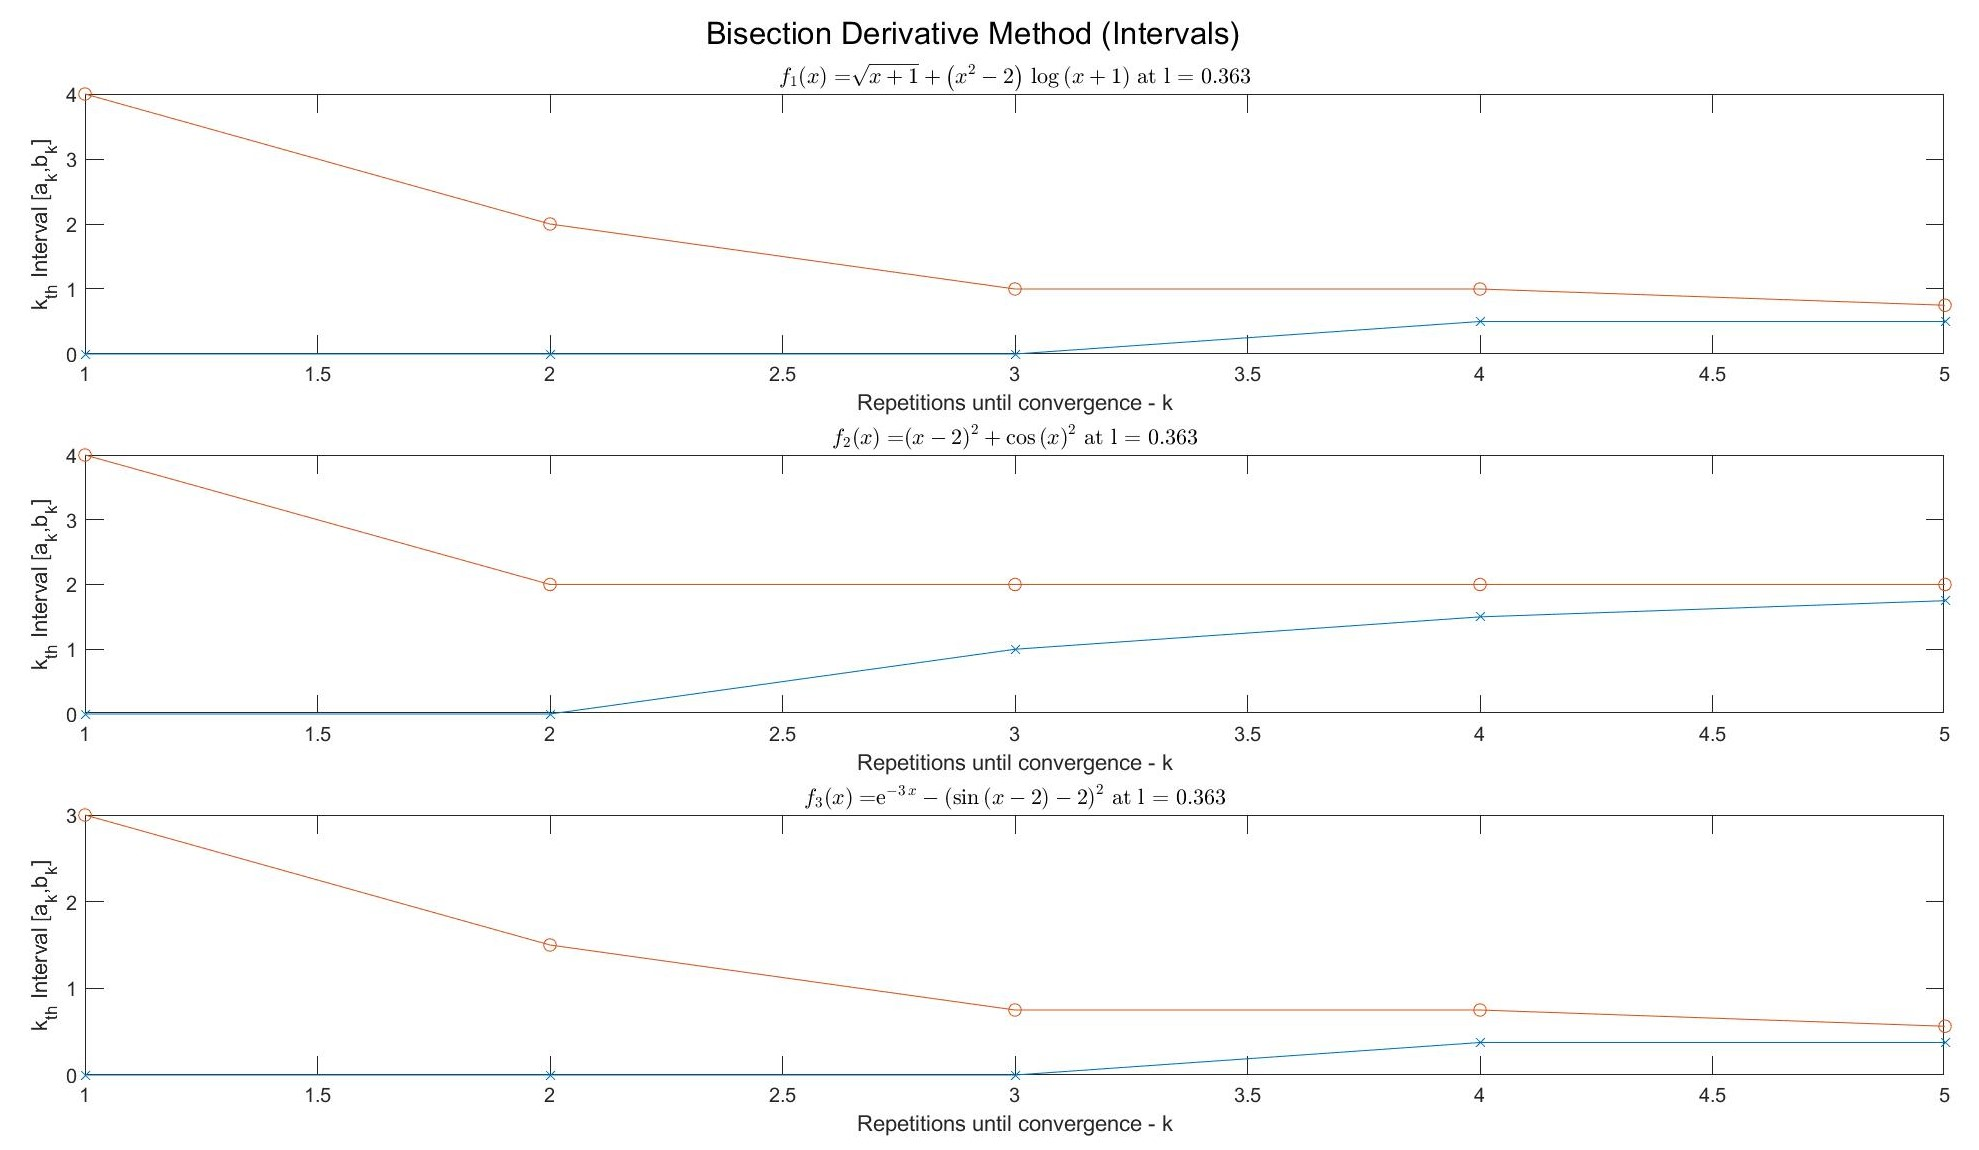 Bisection Derivative Method (Intervals)
f₁(x) =√(x + 1) + (x² − 2) log (x + 1) at l = 0.363
4
3
2
1
0
kₜₕ Interval [aₖ,bₖ]
1 1.5 2 2.5 3 3.5 4 4.5 5
Repetitions until convergence - k
f₂(x) =(x − 2)² + cos (x)² at l = 0.363
4
3
2
1
0
kₜₕ Interval [aₖ,bₖ]
1 1.5 2 2.5 3 3.5 4 4.5 5
Repetitions until convergence - k
f₃(x) =e⁻³ˣ − (sin (x − 2) − 2)² at l = 0.363
3
2
1
0
kₜₕ Interval [aₖ,bₖ]
1 1.5 2 2.5 3 3.5 4 4.5 5
Repetitions until convergence - k